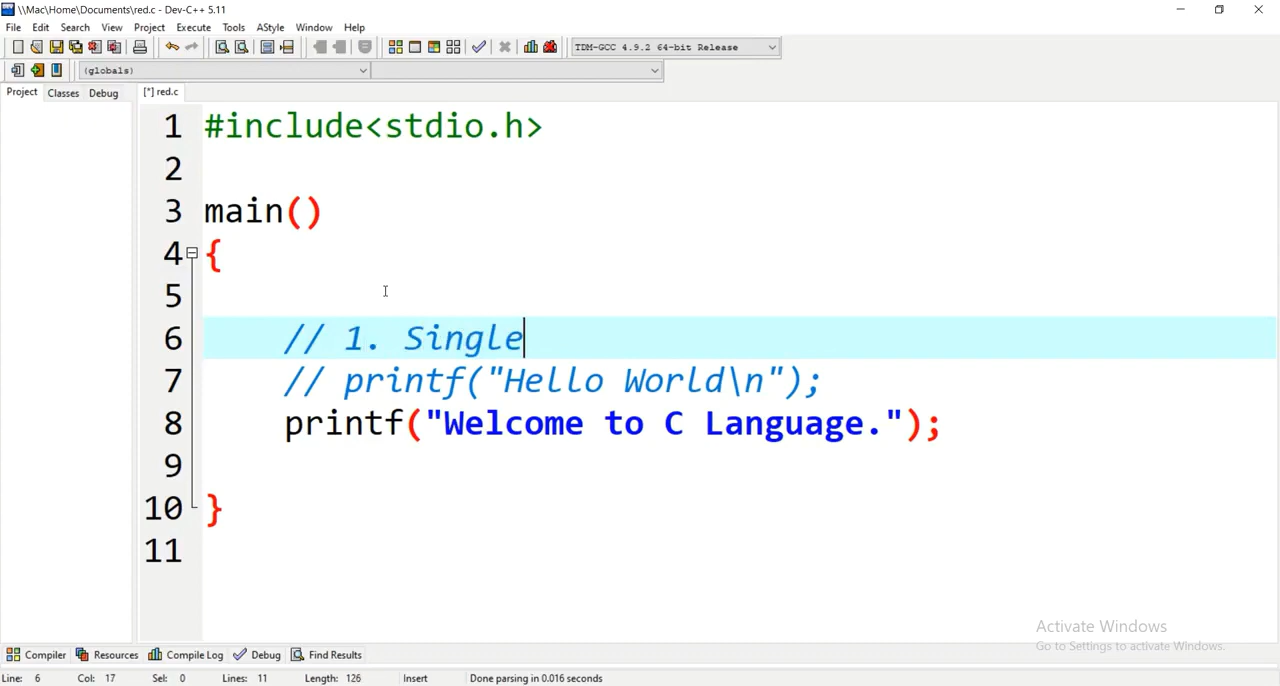 \\Mac\Home\Documents\red.c - Dev-C++ 5.11
File Edit Search View Project Execute Tools AStyle Window Help
TDM-GCC 4.9.2 64-bit Release
(globals)
Project Classes Debug [*] red.c
1 #include<stdio.h>
2
3 main()
4 {
5
6 // 1. Single
7 // printf("Hello World\n");
8 printf("Welcome to C Language.");
9
10 }
11
Activate Windows
Go to Settings to activate Windows.
Compiler Resources Compile Log Debug Find Results
Line: 6 Col: 17 Sel: 0 Lines: 11 Length: 126 Insert Done parsing in 0.016 seconds